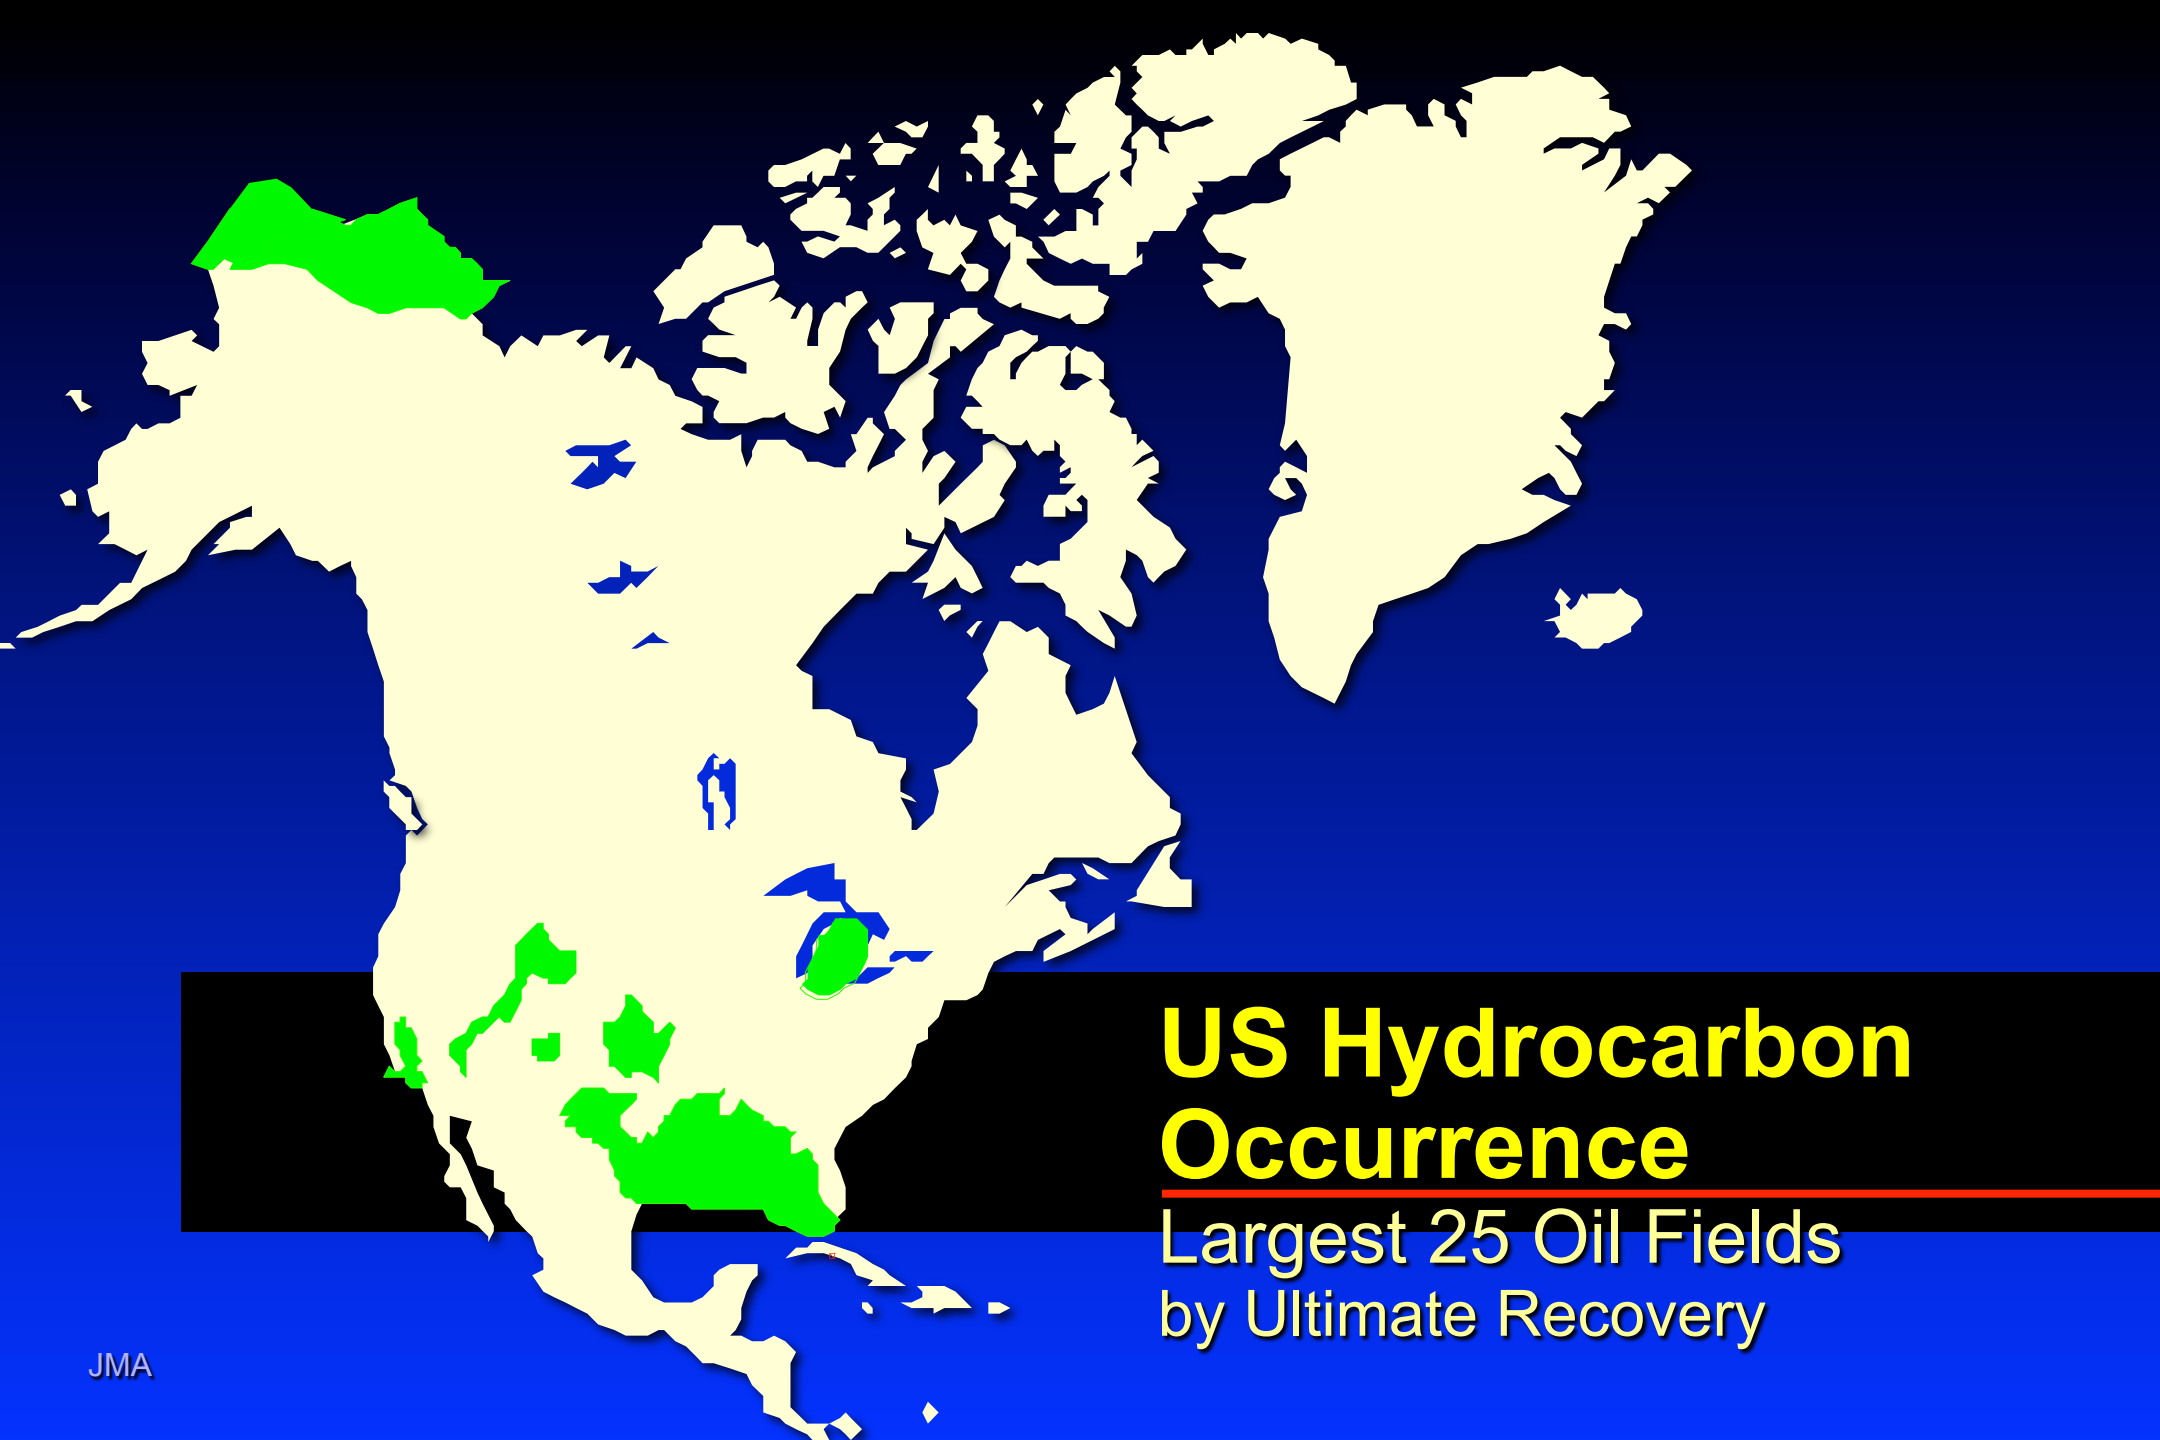 US Hydrocarbon
Occurrence
Largest 25 Oil Fields
by Ultimate Recovery
JMA